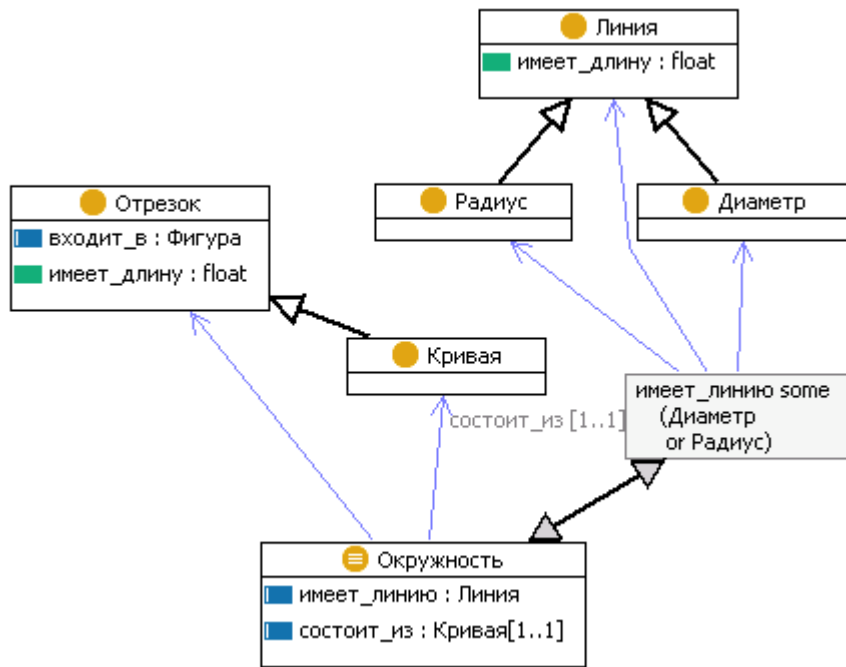 Линия
имеет_длину : float
Отрезок
входит_в : Фигура
имеет_длину : float
Радиус
Диаметр
Кривая
состоит_из [1..1]
имеет_линию some
(Диаметр
or Радиус)
Окружность
имеет_линию : Линия
состоит_из : Кривая[1..1]